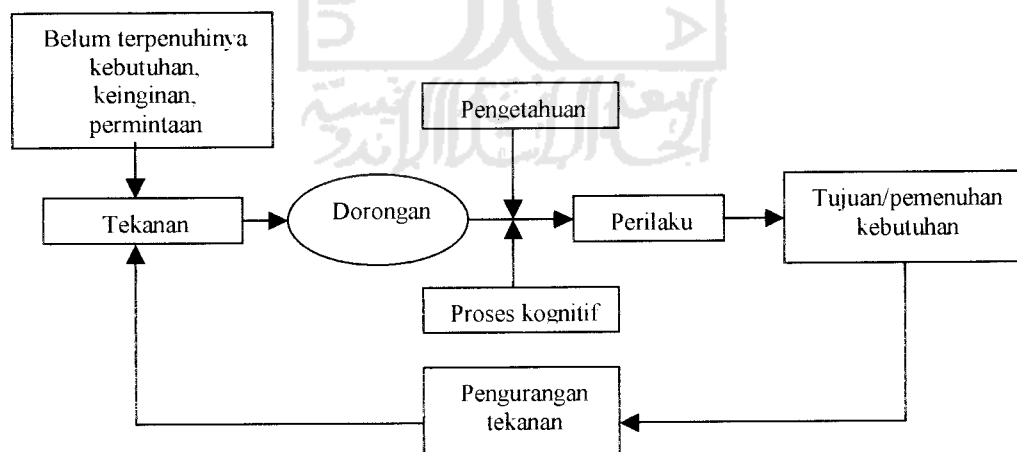 Belum terpenuhinya
kebutuhan,
keinginan,
permintaan
Pengetahuan
Tekanan
Dorongan
Perilaku
Tujuan/pemenuhan
kebutuhan
Proses kognitif
Pengurangan
tekanan